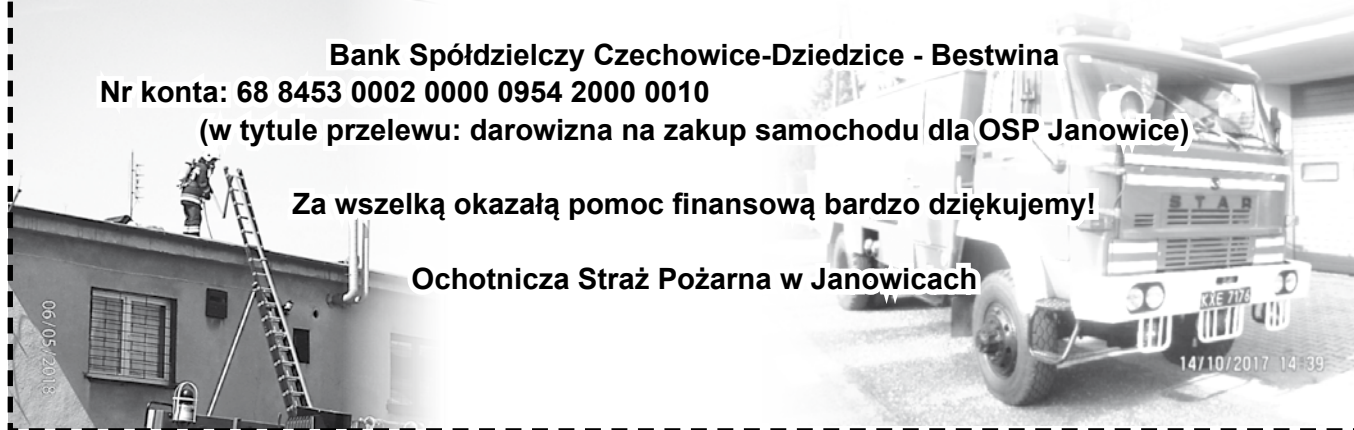 Bank Spółdzielczy Czechowice-Dziedzice - Bestwina
Nr konta: 68 8453 0002 0000 0954 2000 0010
(w tytule przelewu: darowizna na zakup samochodu dla OSP Janowice)
Za wszelką okazałą pomoc finansową bardzo dziękujemy!
Ochotnicza Straż Pożarna w Janowicach
STAR
KXE 7176
06/05/2018
14/10/2017 14:39